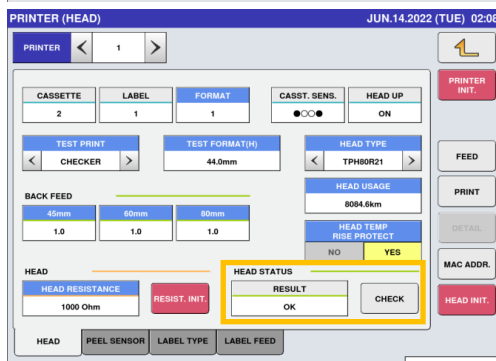 PRINTER (HEAD) JUN.14.2022 (TUE) 02:08
PRINTER 1
PRINTER INIT.
CASSETTE LABEL FORMAT CASST. SENS. HEAD UP
2 1 1 ●○○● ON
TEST PRINT TEST FORMAT(H) HEAD TYPE
CHECKER 44.0mm TPH80R21
FEED
HEAD USAGE
8084.6km
PRINT
BACK FEED
45mm 60mm 80mm
1.0 1.0 1.0
HEAD TEMP
RISE PROTECT
NO YES
DETAIL
MAC ADDR.
HEAD HEAD STATUS
HEAD RESISTANCE RESULT
1000 Ohm RESIST. INIT. OK CHECK
HEAD INIT.
HEAD PEEL SENSOR LABEL TYPE LABEL FEED